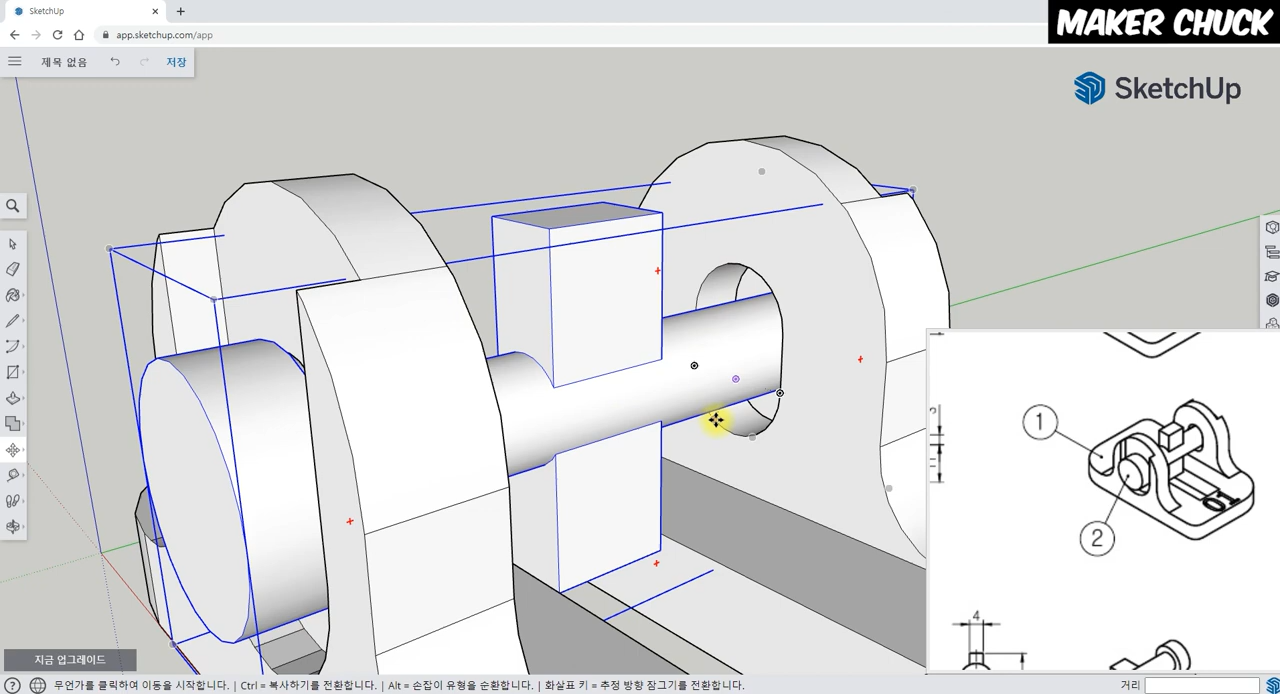 SketchUp
app.sketchup.com/app
MAKER CHUCK
제목 없음
저장
SketchUp
1
2
01
4
지금 업그레이드
무언가를 클릭하여 이동을 시작합니다. | Ctrl = 복사하기를 전환합니다. | Alt = 손잡이 유형을 순환합니다. | 화살표 키 = 추정 방향 잠그기를 전환합니다.
거리